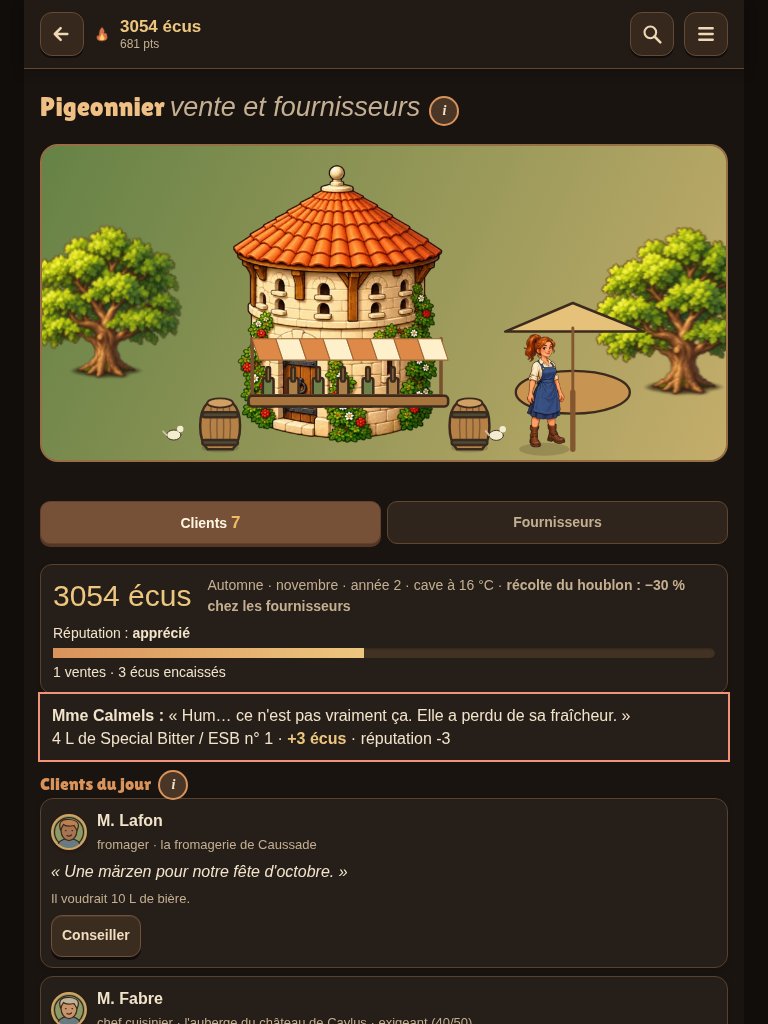 3054 écus
681 pts
Pigeonnier vente et fournisseurs i
Clients 7
Fournisseurs
3054 écus
Automne · novembre · année 2 · cave à 16 °C · récolte du houblon : −30 %
chez les fournisseurs
Réputation : apprécié
1 ventes · 3 écus encaissés
Mme Calmels : « Hum… ce n'est pas vraiment ça. Elle a perdu de sa fraîcheur. »
4 L de Special Bitter / ESB n° 1 · +3 écus · réputation -3
Clients du jour i
M. Lafon
fromager · la fromagerie de Caussade
« Une märzen pour notre fête d'octobre. »
Il voudrait 10 L de bière.
Conseiller
M. Fabre
chef cuisinier · l'auberge du château de Caylus · exigeant (40/50)